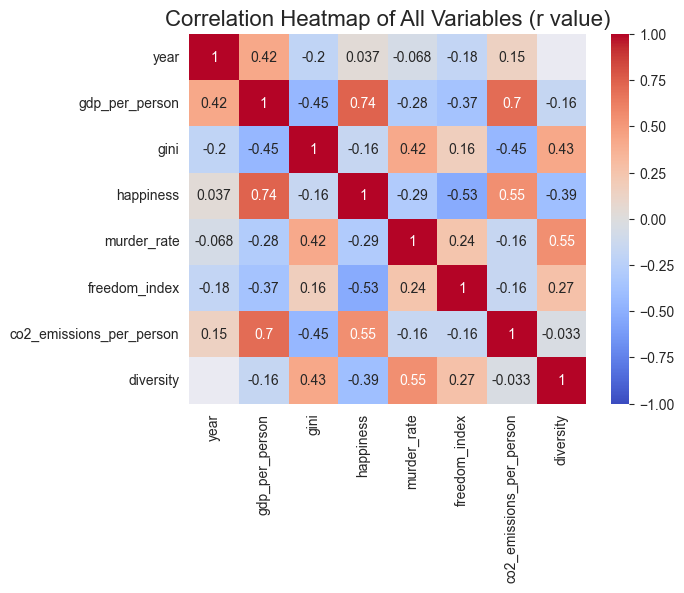 Correlation Heatmap of All Variables (r value)
year 1 0.42 -0.2 0.037 -0.068 -0.18 0.15
gdp_per_person 0.42 1 -0.45 0.74 -0.28 -0.37 0.7 -0.16
gini -0.2 -0.45 1 -0.16 0.42 0.16 -0.45 0.43
happiness 0.037 0.74 -0.16 1 -0.29 -0.53 0.55 -0.39
murder_rate -0.068 -0.28 0.42 -0.29 1 0.24 -0.16 0.55
freedom_index -0.18 -0.37 0.16 -0.53 0.24 1 -0.16 0.27
co2_emissions_per_person 0.15 0.7 -0.45 0.55 -0.16 -0.16 1 -0.033
diversity -0.16 0.43 -0.39 0.55 0.27 -0.033 1
year gdp_per_person gini happiness murder_rate freedom_index co2_emissions_per_person diversity
1.00
0.75
0.50
0.25
0.00
−0.25
−0.50
−0.75
−1.00